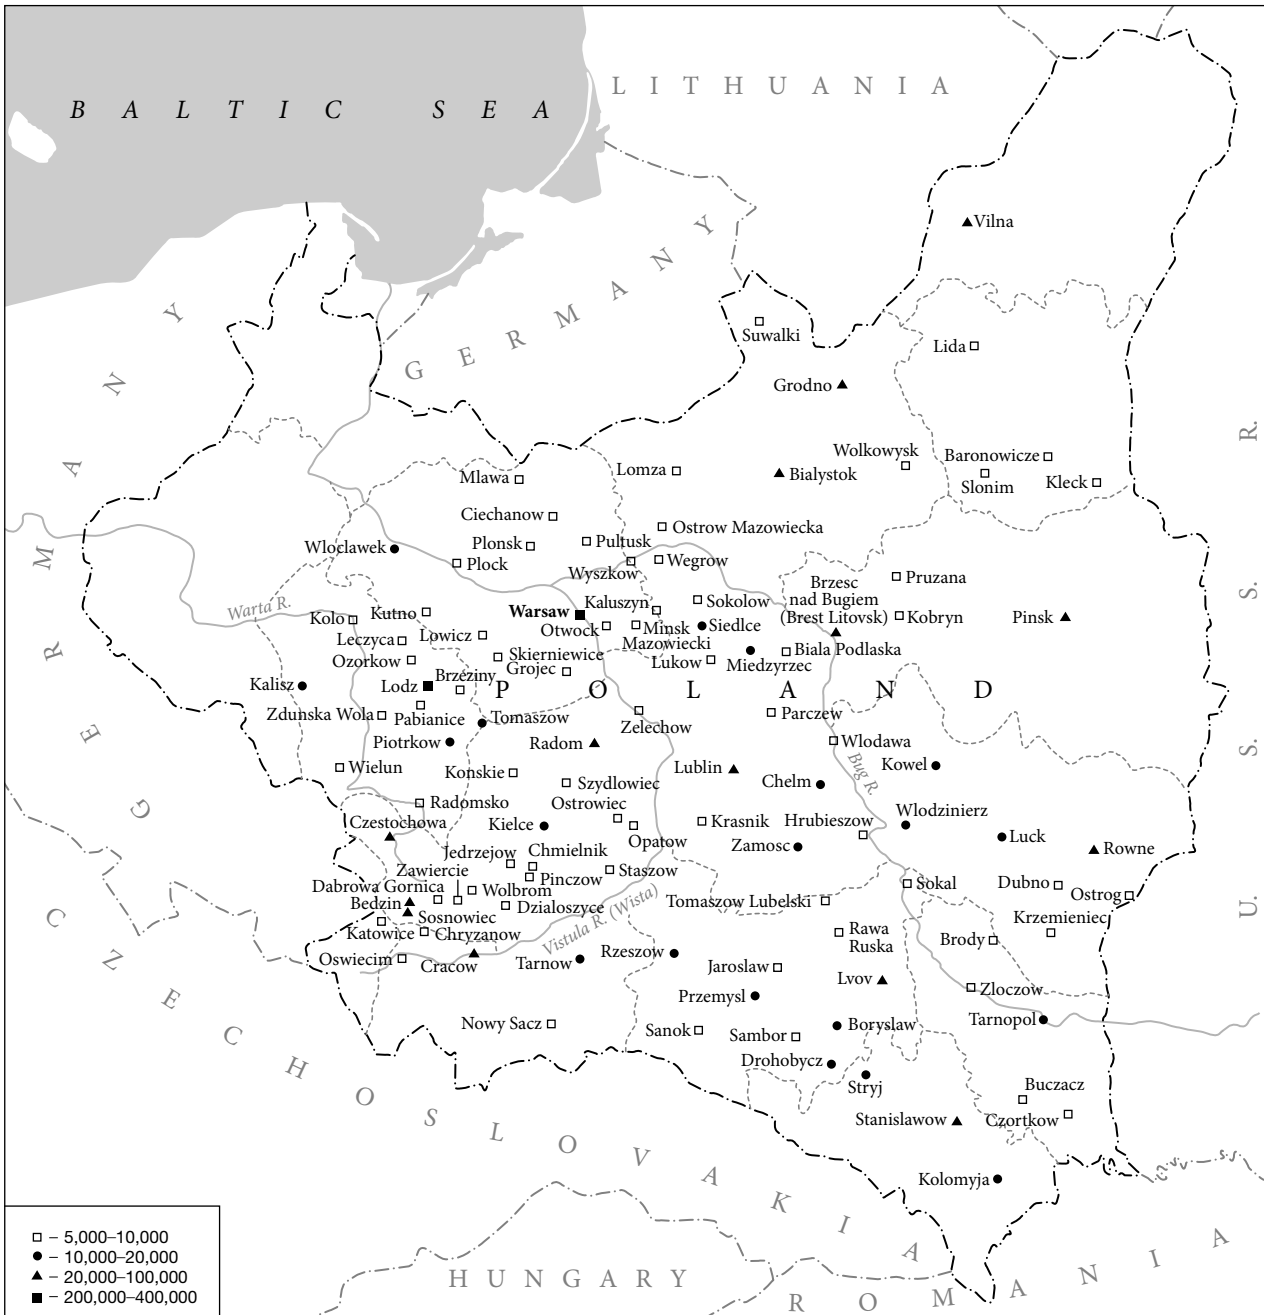 BALTIC SEA
LITHUANIA
GERMANY
GERMANY
Vilna
Suwalki
Lida
Grodno
Wolkowysk
Baronowicze
Lomza
Bialystok
Mlawa
Slonim
Kleck
Ciechanow
Ostrow Mazowiecka
Wloclawek
Plonsk
Pultusk
Plock
Wyszkow
Wegrow
Pruzana
Brzesc
nad Bugiem
(Brest Litovsk)
Warta R.
Kolo
Kutno
Warsaw
Kaluszyn
Sokolow
Kobryn
Pinsk
Leczyca
Lowicz
Otwock
Minsk
Mazowiecki
Siedlce
Ozorkow
Skierniewice
Grojec
Lukow
Miedzyrzec
Biala Podlaska
Kalisz
Lodz
Brzeziny
POLAND
Zdunska Wola
Pabianice
Tomaszow
Zelechow
Parczew
Piotrkow
Radom
Wlodawa
Wielun
Konskie
Lublin
Bug R.
Kowel
Szydlowiec
Chelm
Radomsko
Ostrowiec
Czestochowa
Kielce
Opatow
Krasnik
Hrubieszow
Wlodzinierz
Luck
Zamosc
Rowne
Jedrzejow
Chmielnik
Zawiercie
Pinczow
Staszow
Dabrowa Gornica
Wolbrom
Sokal
Dubno
Ostrog
Bedzin
Dzialoszyce
Tomaszow Lubelski
Sosnowiec
Krzemieniec
Katowice
Chryzanow
Vistula R. (Wista)
Rawa
Ruska
Brody
Oswiecim
Cracow
Tarnow
Rzeszow
Jaroslaw
Lvov
Zloczow
Przemysl
Tarnopol
Nowy Sacz
Sanok
Sambor
Boryslaw
Drohobycz
Stryj
Buczacz
Stanislawow
Czortkow
Kolomyja
U.S.S.R.
CZECHOSLOVAKIA
HUNGARY
ROMANIA
– 5,000–10,000
– 10,000–20,000
– 20,000–100,000
– 200,000–400,000